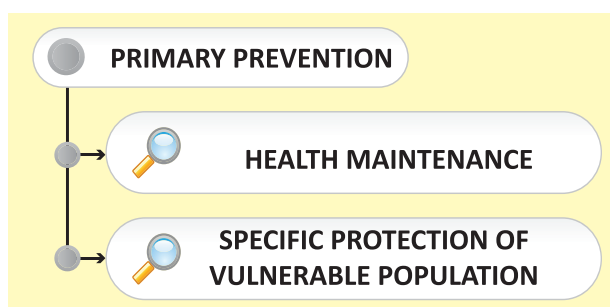 PRIMARY PREVENTION
HEALTH MAINTENANCE
SPECIFIC PROTECTION OF
VULNERABLE POPULATION